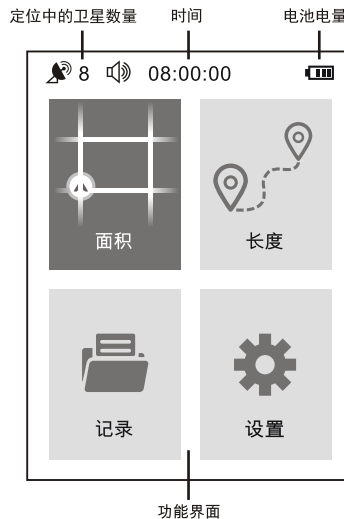 定位中的卫星数量 时间 电池电量
8 08:00:00
面积 长度
记录 设置
功能界面